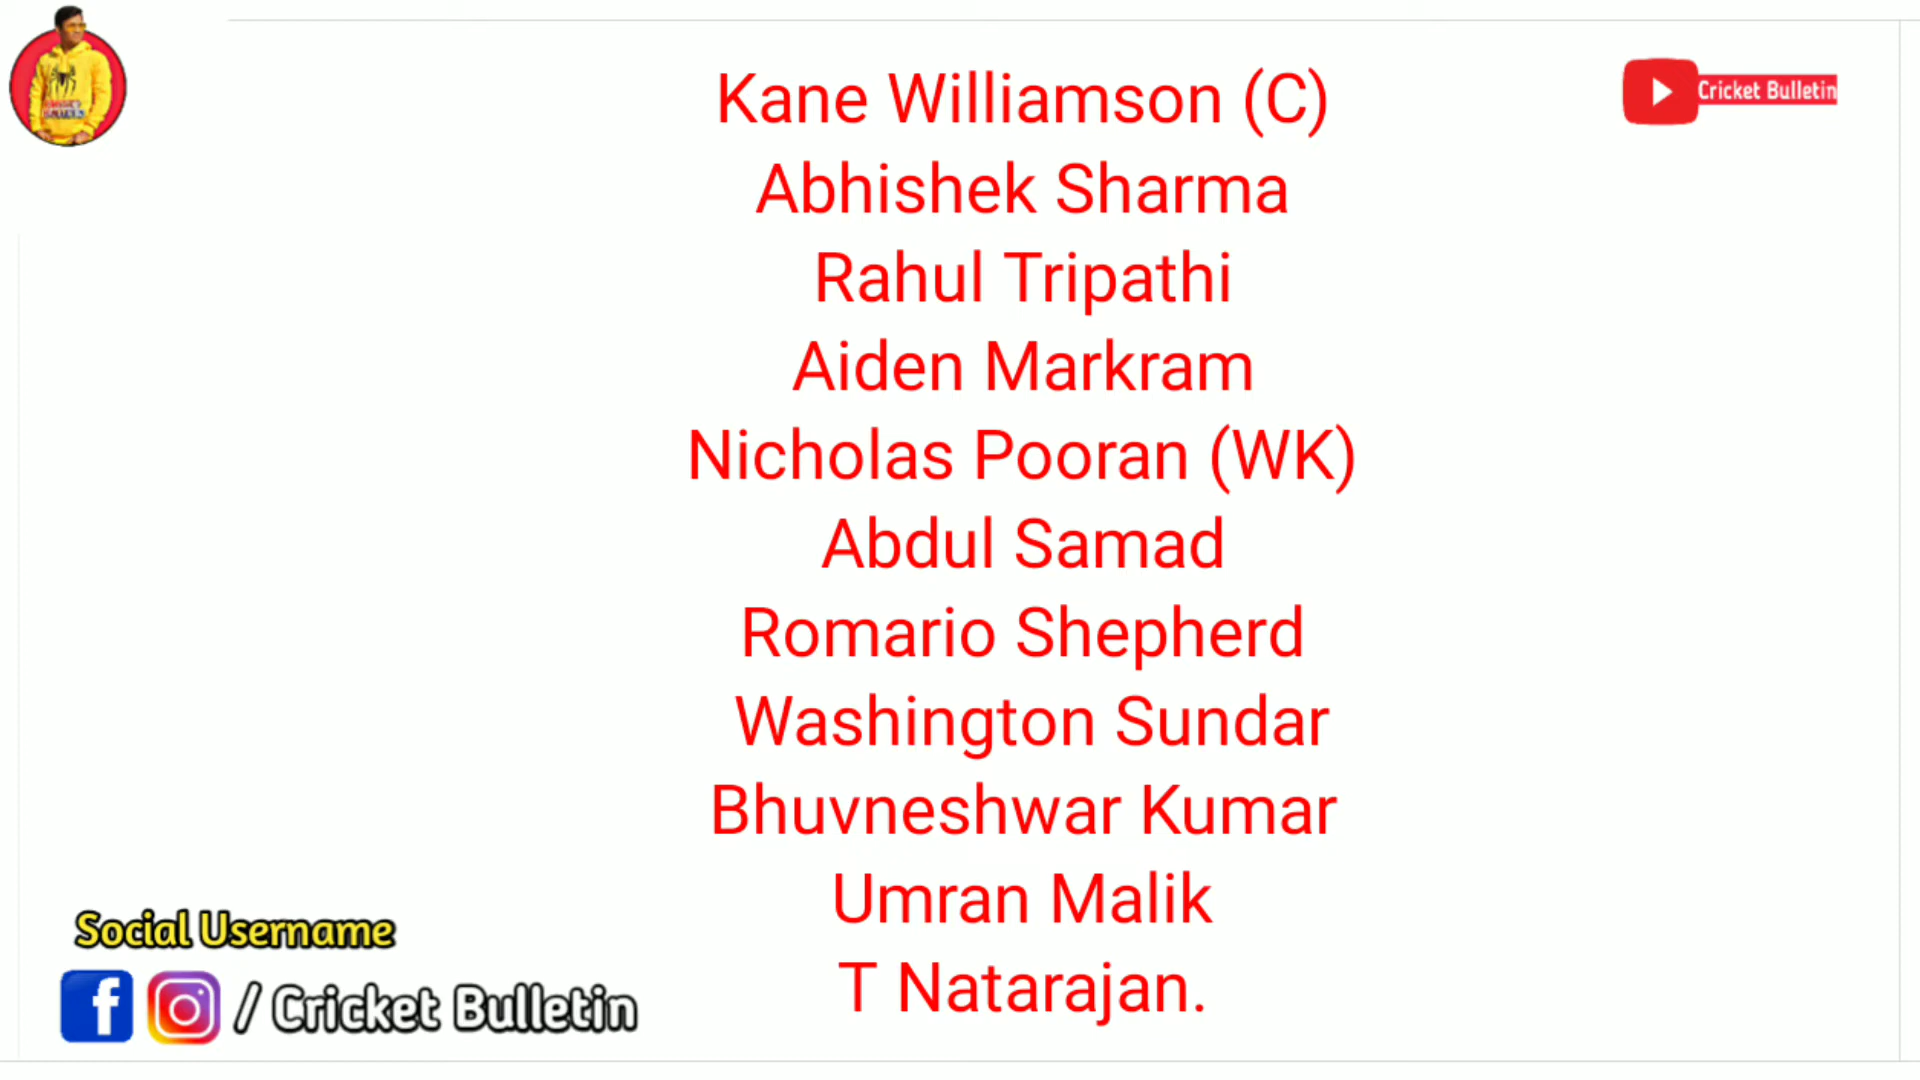 Kane Williamson (C)
Cricket Bulletin
Abhishek Sharma
Rahul Tripathi
Aiden Markram
Nicholas Pooran (WK)
Abdul Samad
Romario Shepherd
Washington Sundar
Bhuvneshwar Kumar
Umran Malik
T Natarajan.
Social Username
/ Cricket Bulletin